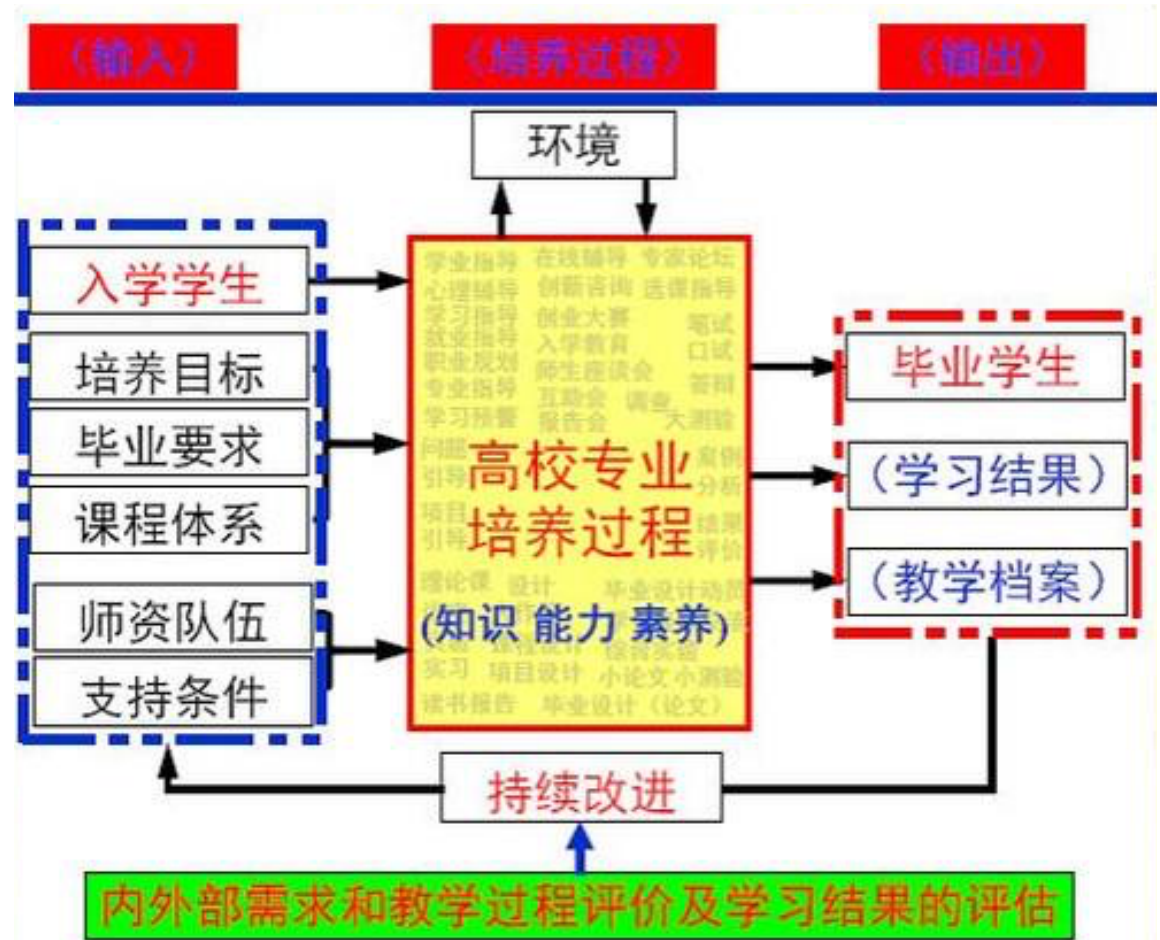 （输入）
（培养过程）
（输出）
环境
入学学生
培养目标
毕业要求
课程体系
师资队伍
支持条件
学业指导 在线辅导 专家论坛
心理辅导 创新咨询 选课指导
学习指导 创业大赛 笔试
就业指导 入学教育 口试
职业规划 师生座谈会
专业指导 互助会 调查 答辩
学习预警 报告会 大测验
问题 案例
引导 分析
高校专业
项目 结果
引导 评价
培养过程
理论课 设计 毕业设计动员
(知识 能力 素养)
实习 项目设计 小论文 小测验
读书报告 毕业设计（论文）
毕业学生
（学习结果）
（教学档案）
持续改进
内外部需求和教学过程评价及学习结果的评估